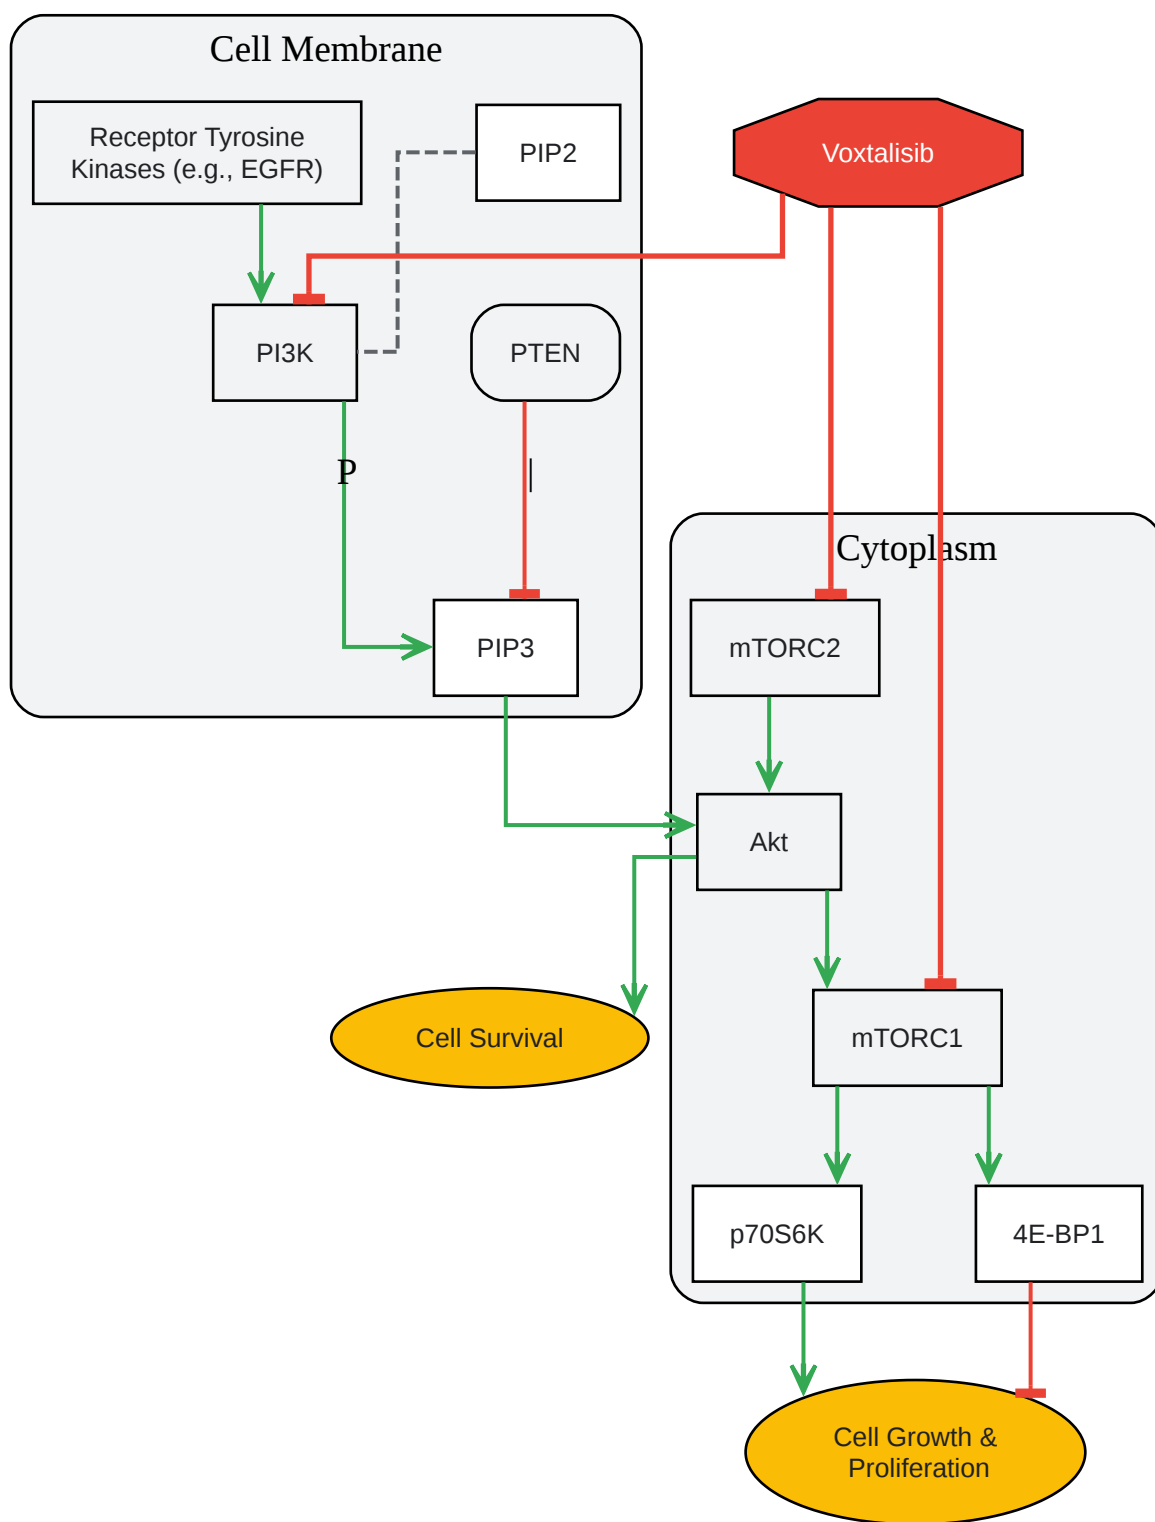 Cell Membrane
Receptor Tyrosine
Kinases (e.g., EGFR)
PIP2
Voxtalisib
PI3K
PTEN
P
|
Cytoplasm
PIP3
mTORC2
Akt
Cell Survival
mTORC1
p70S6K
4E-BP1
Cell Growth &
Proliferation